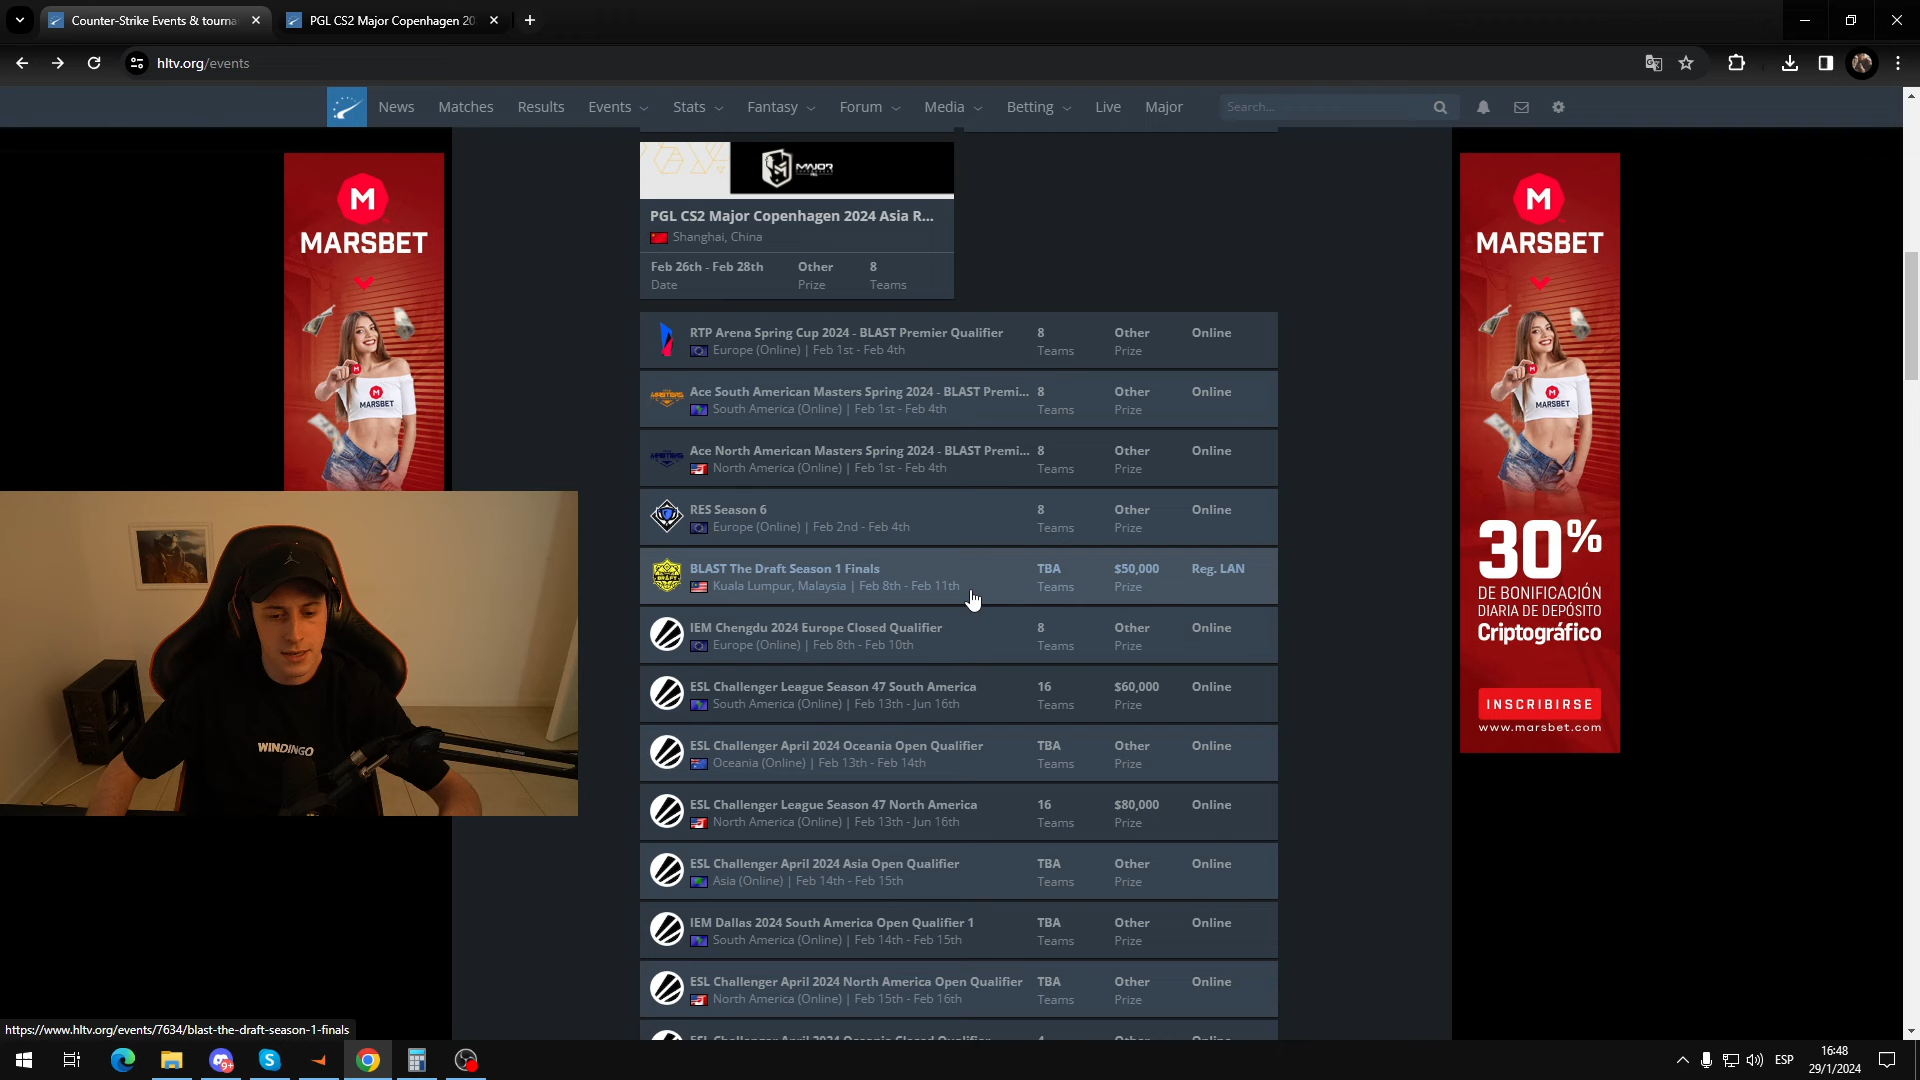 Counter-Strike Events & tourna
PGL CS2 Major Copenhagen 20
hltv.org/events
News Matches Results Events Stats Fantasy Forum Media Betting Live Major Search...
MAJOR
PGL CS2 Major Copenhagen 2024 Asia R...
Shanghai, China
Feb 26th - Feb 28th Other 8
Date Prize Teams
RTP Arena Spring Cup 2024 - BLAST Premier Qualifier 8 Other Online
Europe (Online) | Feb 1st - Feb 4th Teams Prize
Ace South American Masters Spring 2024 - BLAST Premi... 8 Other Online
South America (Online) | Feb 1st - Feb 4th Teams Prize
Ace North American Masters Spring 2024 - BLAST Premi... 8 Other Online
North America (Online) | Feb 1st - Feb 4th Teams Prize
RES Season 6 8 Other Online
Europe (Online) | Feb 2nd - Feb 4th Teams Prize
BLAST The Draft Season 1 Finals TBA $50,000 Reg. LAN
Kuala Lumpur, Malaysia | Feb 8th - Feb 11th Teams Prize
IEM Chengdu 2024 Europe Closed Qualifier 8 Other Online
Europe (Online) | Feb 8th - Feb 10th Teams Prize
ESL Challenger League Season 47 South America 16 $60,000 Online
South America (Online) | Feb 13th - Jun 16th Teams Prize
ESL Challenger April 2024 Oceania Open Qualifier TBA Other Online
Oceania (Online) | Feb 13th - Feb 14th Teams Prize
ESL Challenger League Season 47 North America 16 $80,000 Online
North America (Online) | Feb 13th - Jun 16th Teams Prize
ESL Challenger April 2024 Asia Open Qualifier TBA Other Online
Asia (Online) | Feb 14th - Feb 15th Teams Prize
IEM Dallas 2024 South America Open Qualifier 1 TBA Other Online
South America (Online) | Feb 14th - Feb 15th Teams Prize
ESL Challenger April 2024 North America Open Qualifier TBA Other Online
North America (Online) | Feb 15th - Feb 16th Teams Prize
ESL Challenger April 2024 Oceania Closed Qualifier 4 Other Online
M
MARSBET
M
MARSBET
WINDINGO
M
MARSBET
M
MARSBET
30%
DE BONIFICACIÓN
DIARIA DE DEPÓSITO
Criptográfico
INSCRIBIRSE
www.marsbet.com
https://www.hltv.org/events/7634/blast-the-draft-season-1-finals
9+
ESP
16:48
29/1/2024